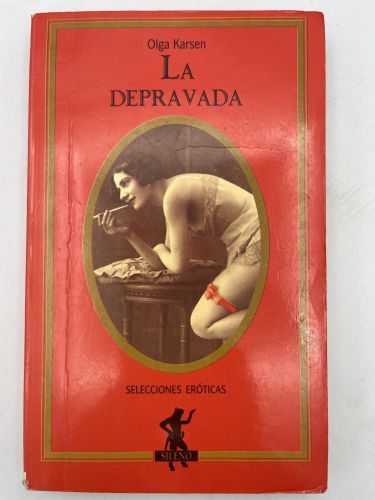 Olga Karsen
LA
DEPRAVADA
SELECCIONES ERÓTICAS
SILENO